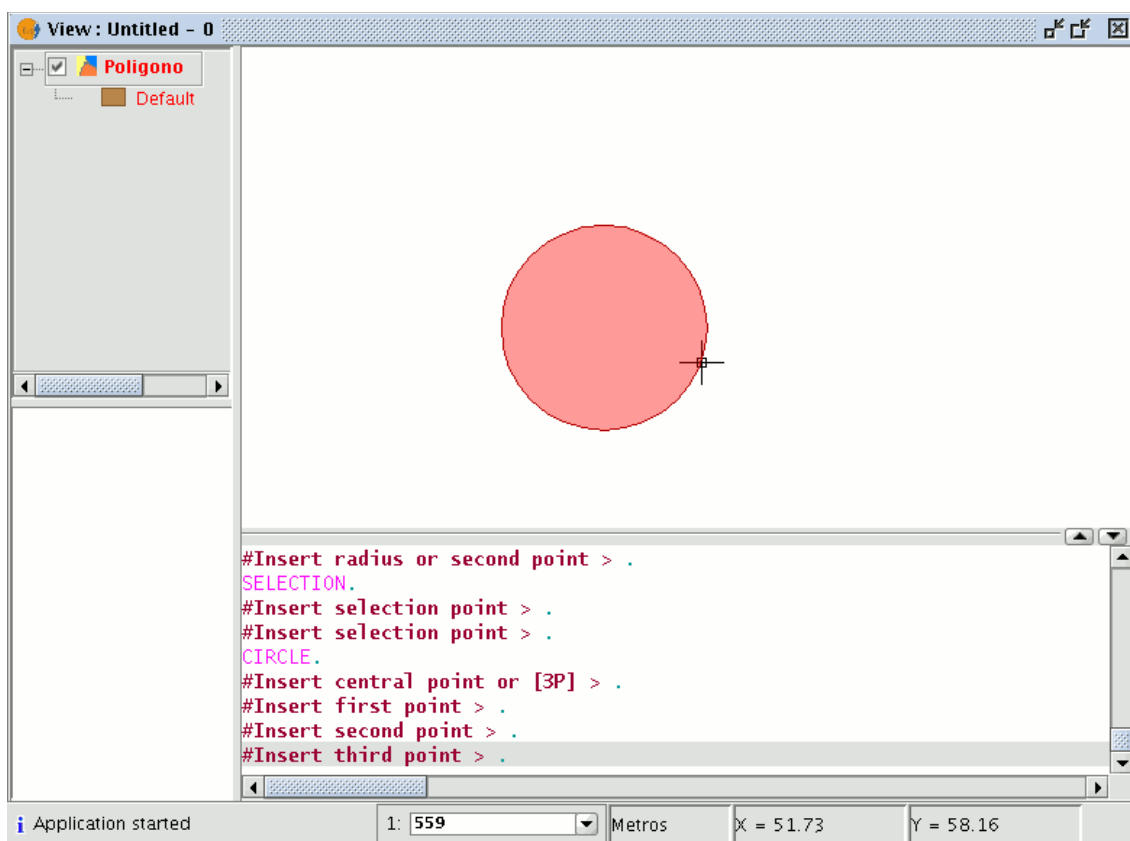 View : Untitled - 0
Poligono
Default
#Insert radius or second point > .
SELECTION.
#Insert selection point > .
#Insert selection point > .
CIRCLE.
#Insert central point or [3P] > .
#Insert first point > .
#Insert second point > .
#Insert third point > .
Application started
1: 559
Metros
X = 51.73
Y = 58.16